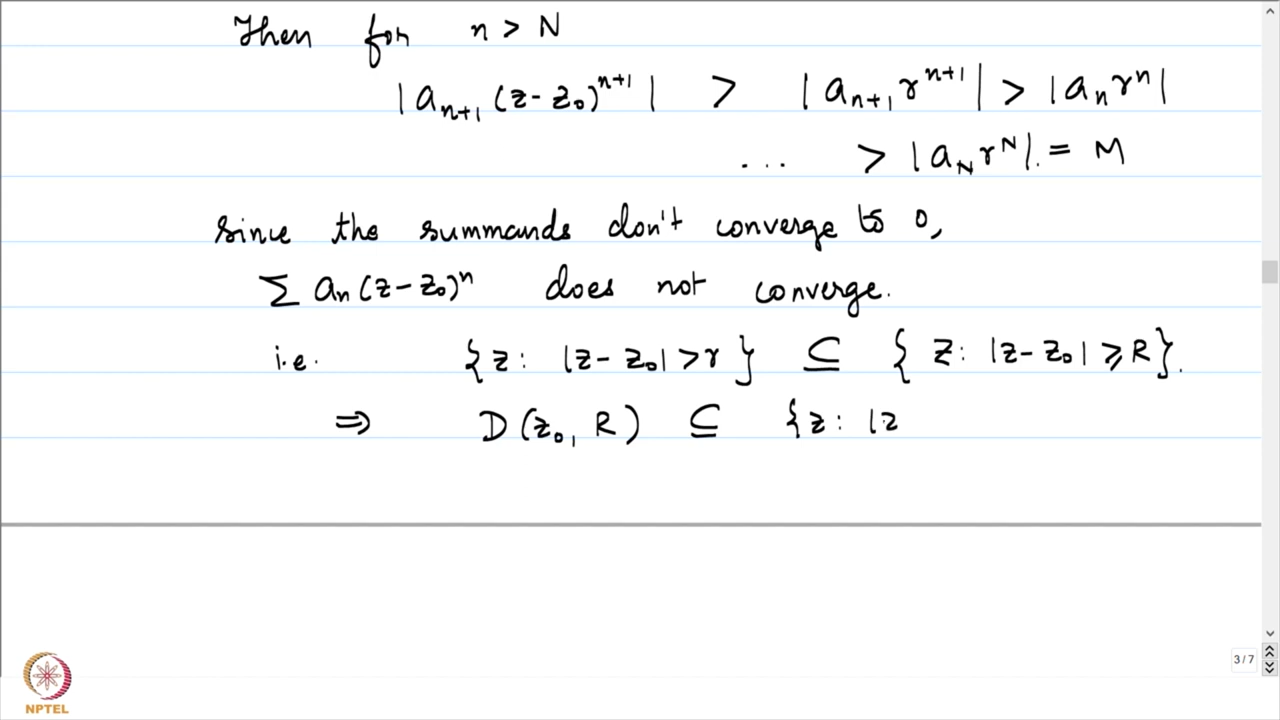 Then for n > N
|a_{n+1} (z - z_0)^{n+1}| > |a_{n+1} r^{n+1}| > |a_n r^n|
... > |a_N r^N|. = M
Since the summands don't converge to 0,
Σ a_n (z - z_0)^n does not converge.
i.e. {z : |z - z_0| > r} ⊆ {z : |z - z_0| ⩾ R}.
⇒ D(z_0, R) ⊆ {z : |z
3 / 7
NPTEL